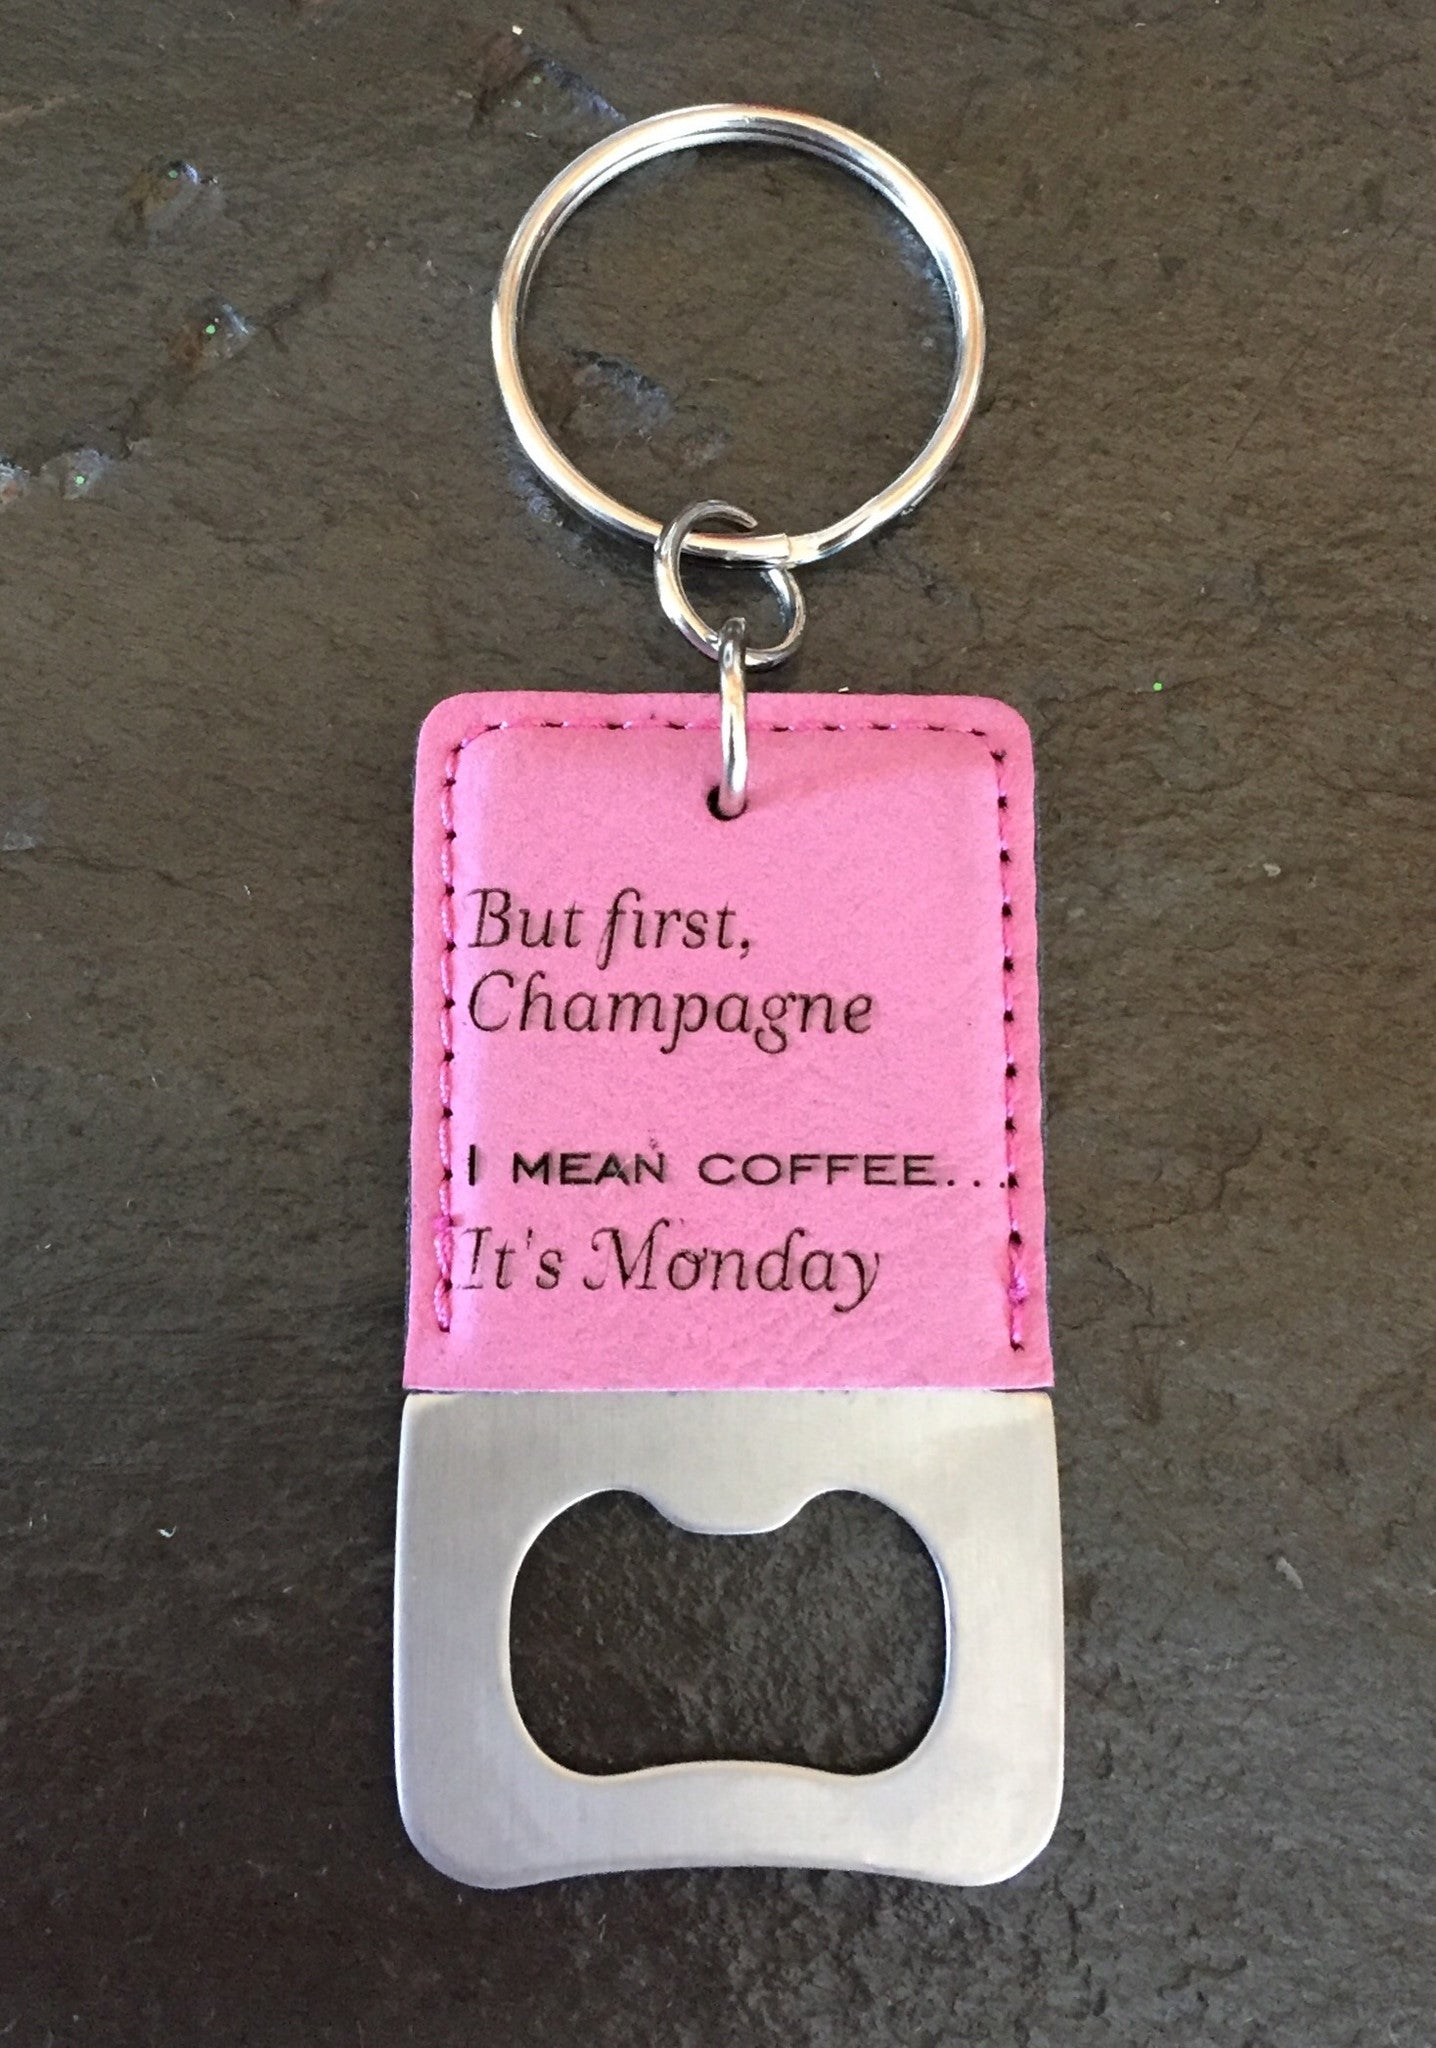 But first,
Champagne
I MEAN COFFEE...
It's Monday